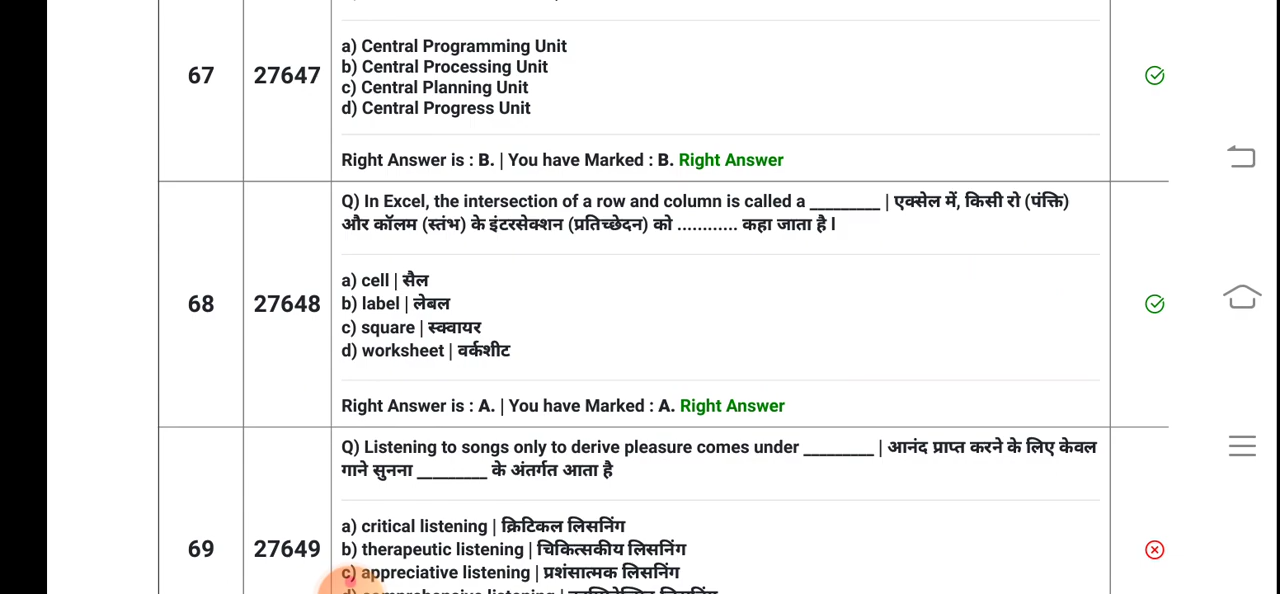 67
27647
a) Central Programming Unit
b) Central Processing Unit
c) Central Planning Unit
d) Central Progress Unit
Right Answer is : B. | You have Marked : B. Right Answer
68
27648
Q) In Excel, the intersection of a row and column is called a _________ | एक्सेल में, किसी रो (पंक्ति)
और कॉलम (स्तंभ) के इंटरसेक्शन (प्रतिच्छेदन) को ............ कहा जाता है I
a) cell | सैल
b) label | लेबल
c) square | स्क्वायर
d) worksheet | वर्कशीट
Right Answer is : A. | You have Marked : A. Right Answer
69
27649
Q) Listening to songs only to derive pleasure comes under _________ | आनंद प्राप्त करने के लिए केवल
गाने सुनना _________ के अंतर्गत आता है
a) critical listening | क्रिटिकल लिसनिंग
b) therapeutic listening | चिकित्सकीय लिसनिंग
c) appreciative listening | प्रशंसात्मक लिसनिंग